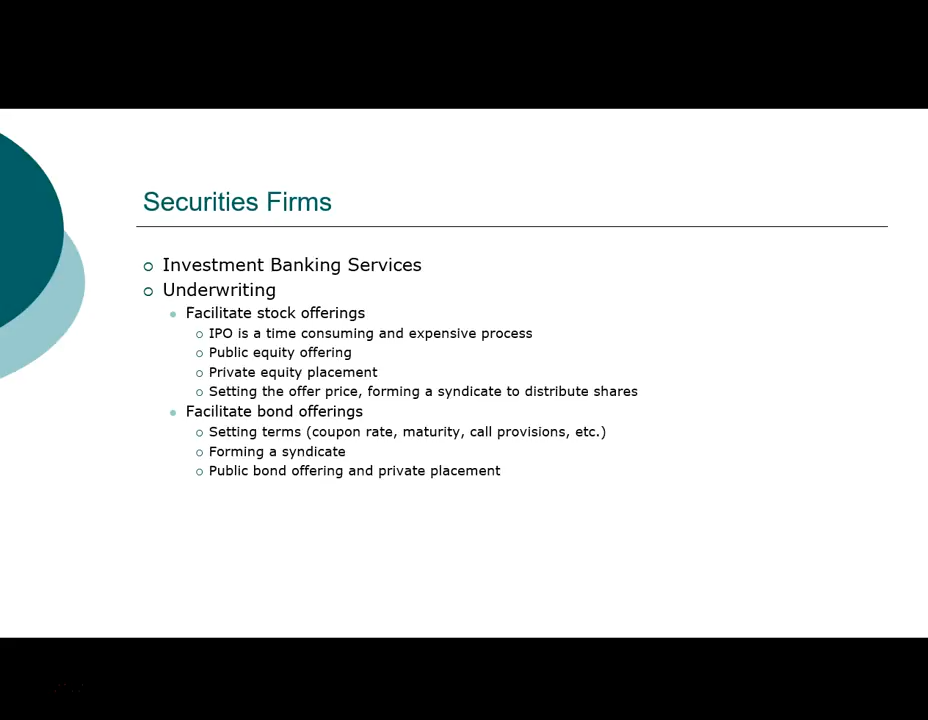 Securities Firms
Investment Banking Services
Underwriting
Facilitate stock offerings
IPO is a time consuming and expensive process
Public equity offering
Private equity placement
Setting the offer price, forming a syndicate to distribute shares
Facilitate bond offerings
Setting terms (coupon rate, maturity, call provisions, etc.)
Forming a syndicate
Public bond offering and private placement